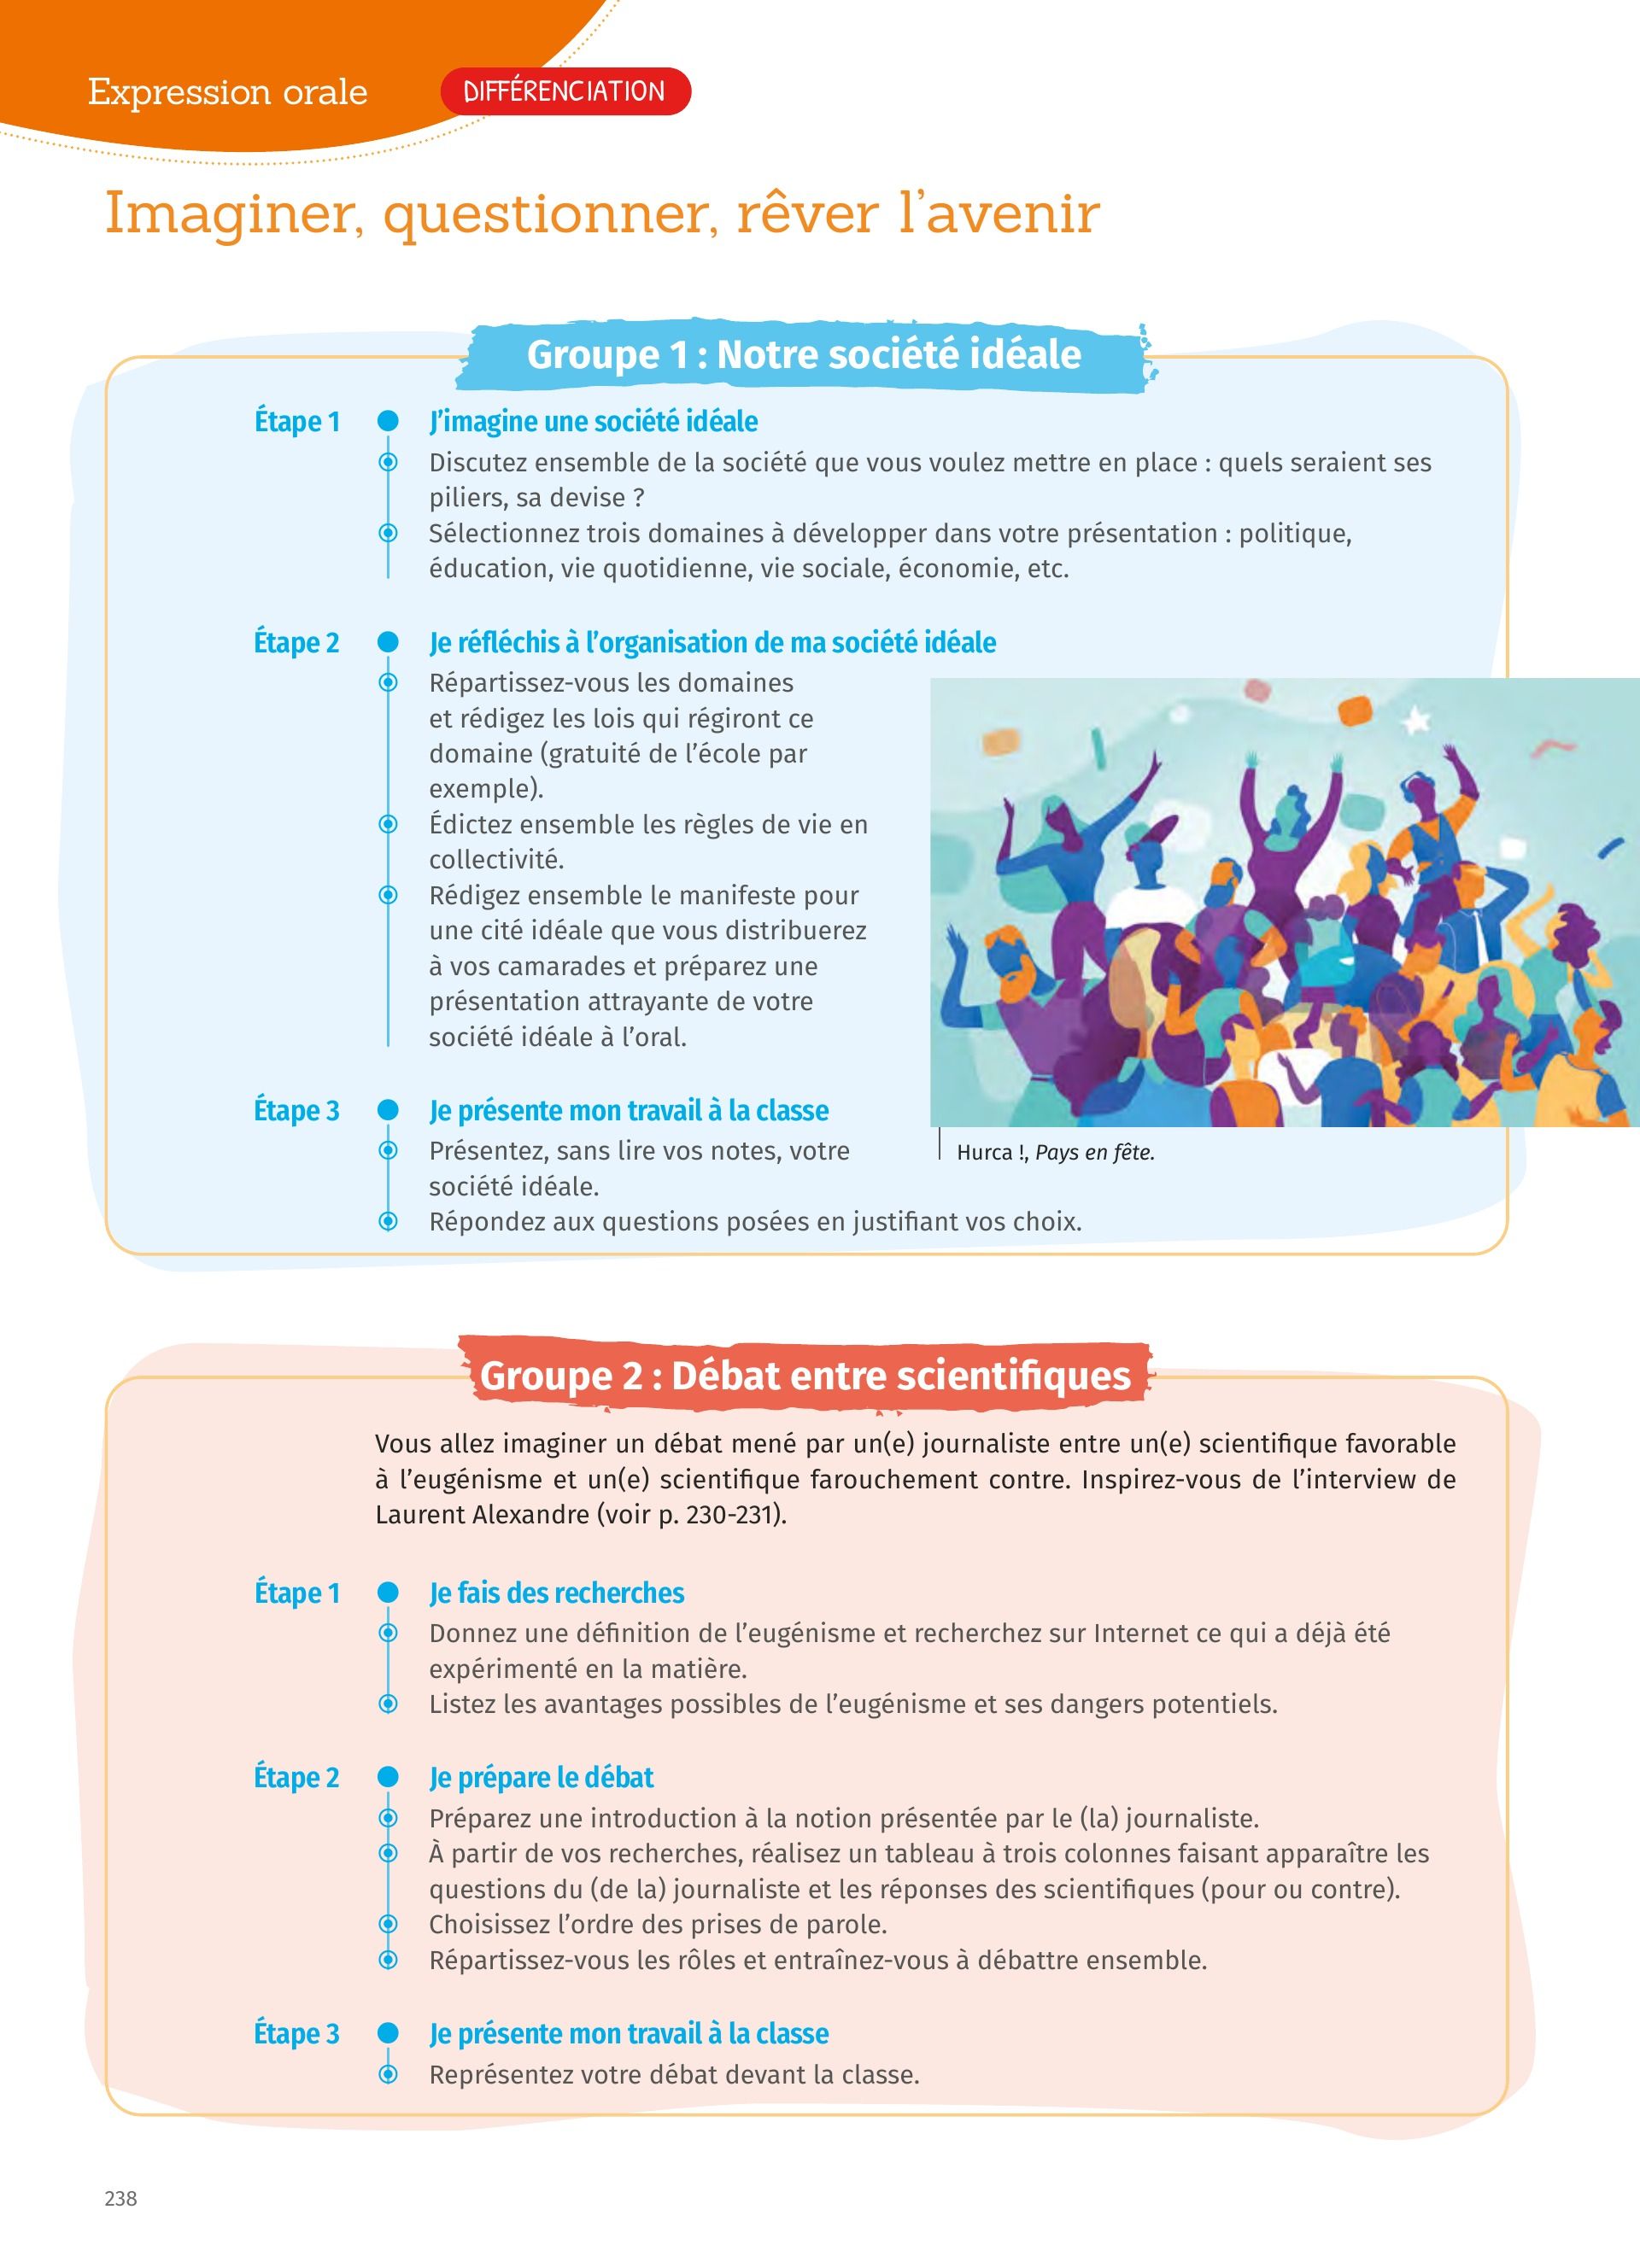 Expression orale
DIFFÉRENCIATION
Imaginer, questionner, rêver l'avenir
Groupe 1 : Notre société idéale
Étape 1
J'imagine une société idéale
Discutez ensemble de la société que vous voulez mettre en place : quels seraient ses
piliers, sa devise ?
Sélectionnez trois domaines à développer dans votre présentation : politique,
éducation, vie quotidienne, vie sociale, économie, etc.
Étape 2
Je réfléchis à l'organisation de ma société idéale
Répartissez-vous les domaines
et rédigez les lois qui régiront ce
domaine (gratuité de l'école par
exemple).
Édictez ensemble les règles de vie en
collectivité.
Rédigez ensemble le manifeste pour
une cité idéale que vous distribuerez
à vos camarades et préparez une
présentation attrayante de votre
société idéale à l'oral.
Étape 3
Je présente mon travail à la classe
Présentez, sans lire vos notes, votre
société idéale.
Répondez aux questions posées en justifiant vos choix.
Hurca !, Pays en fête.
Groupe 2 : Débat entre scientifiques
Vous allez imaginer un débat mené par un(e) journaliste entre un(e) scientifique favorable
à l'eugénisme et un(e) scientifique farouchement contre. Inspirez-vous de l'interview de
Laurent Alexandre (voir p. 230-231).
Étape 1
Je fais des recherches
Donnez une définition de l'eugénisme et recherchez sur Internet ce qui a déjà été
expérimenté en la matière.
Listez les avantages possibles de l'eugénisme et ses dangers potentiels.
Étape 2
Je prépare le débat
Préparez une introduction à la notion présentée par le (la) journaliste.
À partir de vos recherches, réalisez un tableau à trois colonnes faisant apparaître les
questions du (de la) journaliste et les réponses des scientifiques (pour ou contre).
Choisissez l'ordre des prises de parole.
Répartissez-vous les rôles et entraînez-vous à débattre ensemble.
Étape 3
Je présente mon travail à la classe
Représentez votre débat devant la classe.
238